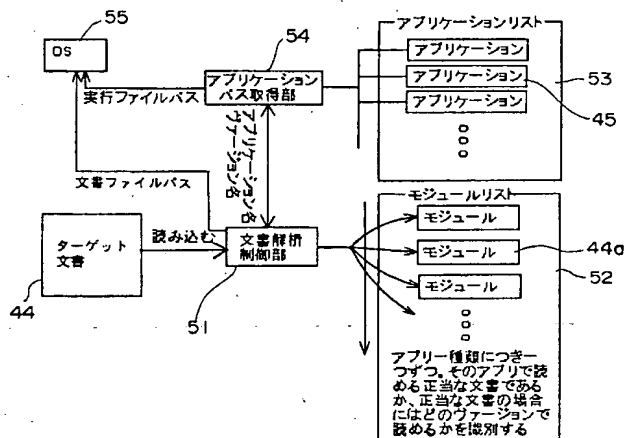 55
OS
54
アプリケーション
パス取得部
実行ファイルパス
アプリケーション名
ヴァージョン名
文書ファイルパス
アプリケーションリスト
アプリケーション
アプリケーション
アプリケーション
53
45
ターゲット
文書
44
読み込む
文書解析
制御部
51
モジュールリスト
モジュール
モジュール
モジュール
44a
52
アプリ一種類につき一
つずつ。そのアプリで読
める正当な文書である
か、正当な文書の場合
にはどのヴァージョンで
読めるかを識別する